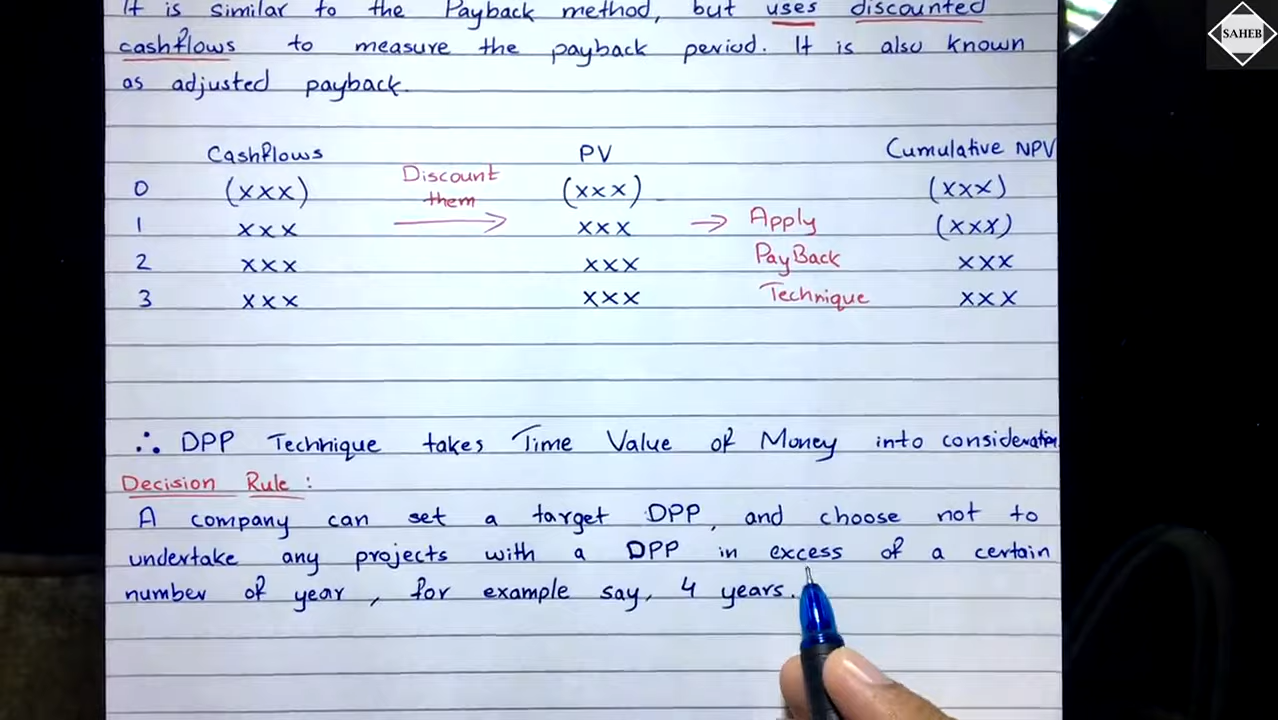 It is similar to the Payback method, but uses discounted
cashflows to measure the payback period. It is also known
as adjusted payback.
Cashflows PV Cumulative NPV
Discount
them
0 (xxx) (xxx) (xxx)
1 xxx → xxx → Apply (xxx)
2 xxx xxx PayBack xxx
3 xxx xxx Technique xxx
∴ DPP Technique takes Time Value of Money into consideration
Decision Rule :
A company can set a target DPP, and choose not to
undertake any projects with a DPP in excess of a certain
number of year, for example say, 4 years.
SAHEB